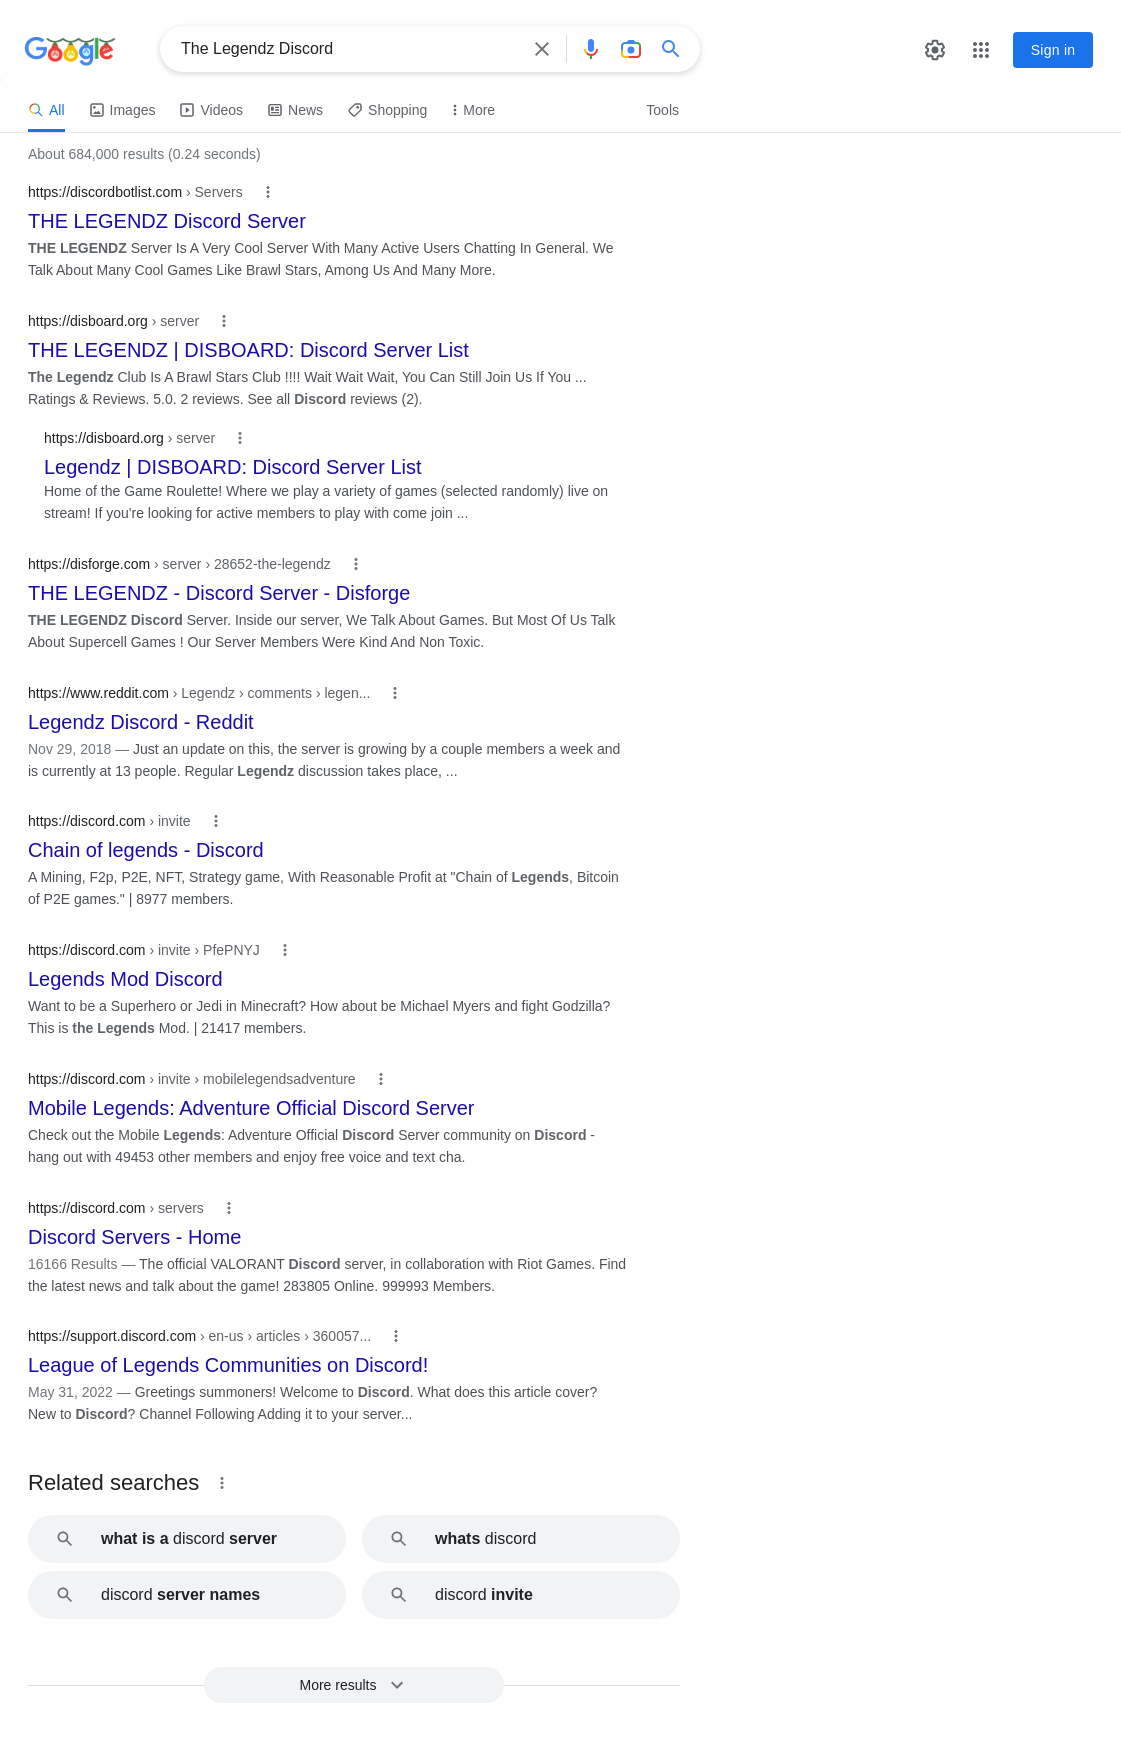 Google
The Legendz Discord
Sign in
All
Images
Videos
News
Shopping
More
Tools
About 684,000 results (0.24 seconds)
https://discordbotlist.com › Servers
THE LEGENDZ Discord Server
THE LEGENDZ Server Is A Very Cool Server With Many Active Users Chatting In General. We
Talk About Many Cool Games Like Brawl Stars, Among Us And Many More.
https://disboard.org › server
THE LEGENDZ | DISBOARD: Discord Server List
The Legendz Club Is A Brawl Stars Club !!!! Wait Wait Wait, You Can Still Join Us If You ...
Ratings & Reviews. 5.0. 2 reviews. See all Discord reviews (2).
https://disboard.org › server
Legendz | DISBOARD: Discord Server List
Home of the Game Roulette! Where we play a variety of games (selected randomly) live on
stream! If you're looking for active members to play with come join ...
https://disforge.com › server › 28652-the-legendz
THE LEGENDZ - Discord Server - Disforge
THE LEGENDZ Discord Server. Inside our server, We Talk About Games. But Most Of Us Talk
About Supercell Games ! Our Server Members Were Kind And Non Toxic.
https://www.reddit.com › Legendz › comments › legen...
Legendz Discord - Reddit
Nov 29, 2018 — Just an update on this, the server is growing by a couple members a week and
is currently at 13 people. Regular Legendz discussion takes place, ...
https://discord.com › invite
Chain of legends - Discord
A Mining, F2p, P2E, NFT, Strategy game, With Reasonable Profit at "Chain of Legends, Bitcoin
of P2E games." | 8977 members.
https://discord.com › invite › PfePNYJ
Legends Mod Discord
Want to be a Superhero or Jedi in Minecraft? How about be Michael Myers and fight Godzilla?
This is the Legends Mod. | 21417 members.
https://discord.com › invite › mobilelegendsadventure
Mobile Legends: Adventure Official Discord Server
Check out the Mobile Legends: Adventure Official Discord Server community on Discord -
hang out with 49453 other members and enjoy free voice and text cha.
https://discord.com › servers
Discord Servers - Home
16166 Results — The official VALORANT Discord server, in collaboration with Riot Games. Find
the latest news and talk about the game! 283805 Online. 999993 Members.
https://support.discord.com › en-us › articles › 360057...
League of Legends Communities on Discord!
May 31, 2022 — Greetings summoners! Welcome to Discord. What does this article cover?
New to Discord? Channel Following Adding it to your server...
Related searches
what is a discord server
whats discord
discord server names
discord invite
More results